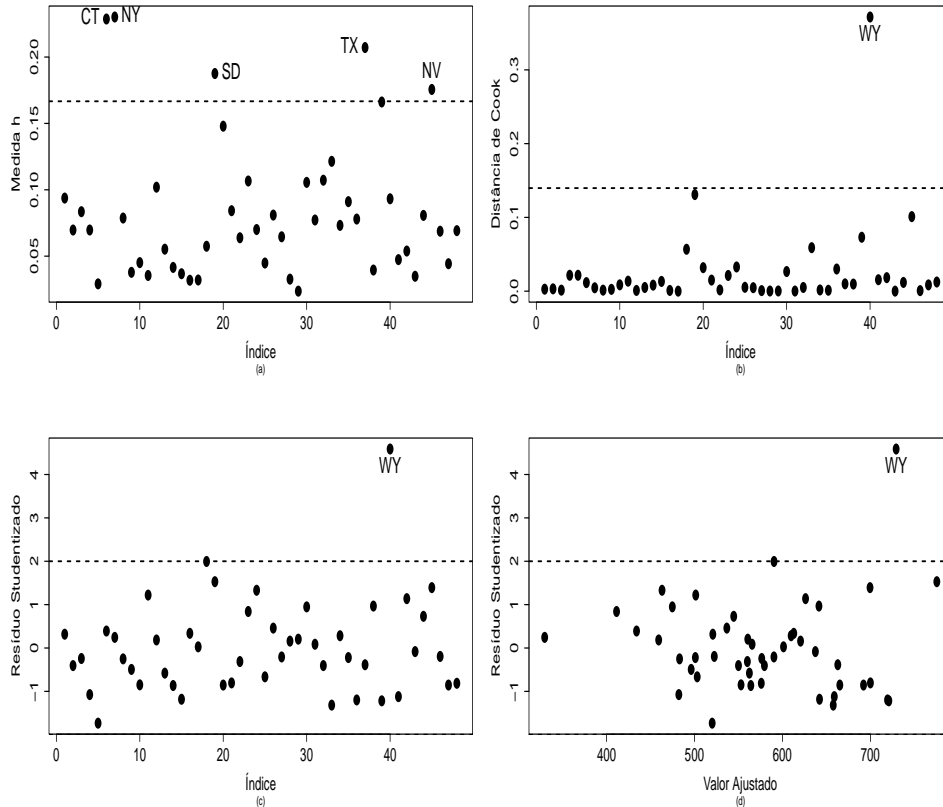 CT
NY
SD
TX
NV
Medida h
0.05
0.10
0.15
0.20
0
10
20
30
40
Índice
(a)
WY
Distância de Cook
0.0
0.1
0.2
0.3
0
10
20
30
40
Índice
(b)
WY
Resíduo Studentizado
−1
0
1
2
3
4
0
10
20
30
40
Índice
(c)
WY
Resíduo Studentizado
−1
0
1
2
3
4
400
500
600
700
Valor Ajustado
(d)